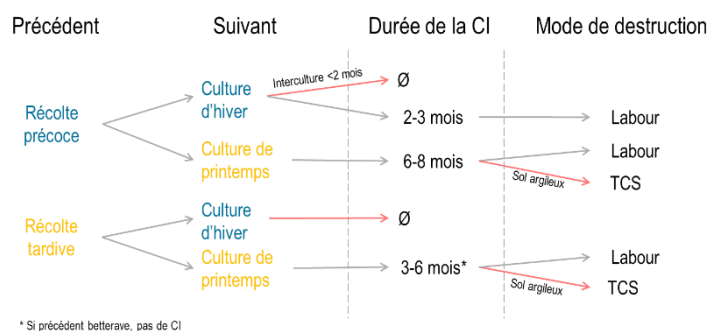 Précédent Suivant Durée de la CI Mode de destruction
Interculture <2 mois
Ø
Culture
d'hiver
2-3 mois
Labour
Récolte
précoce
Culture de
printemps
6-8 mois
Labour
Sol argileux
TCS
Récolte
tardive
Culture
d'hiver
Ø
Culture de
printemps
3-6 mois*
Labour
Sol argileux
TCS
* Si précédent betterave, pas de CI